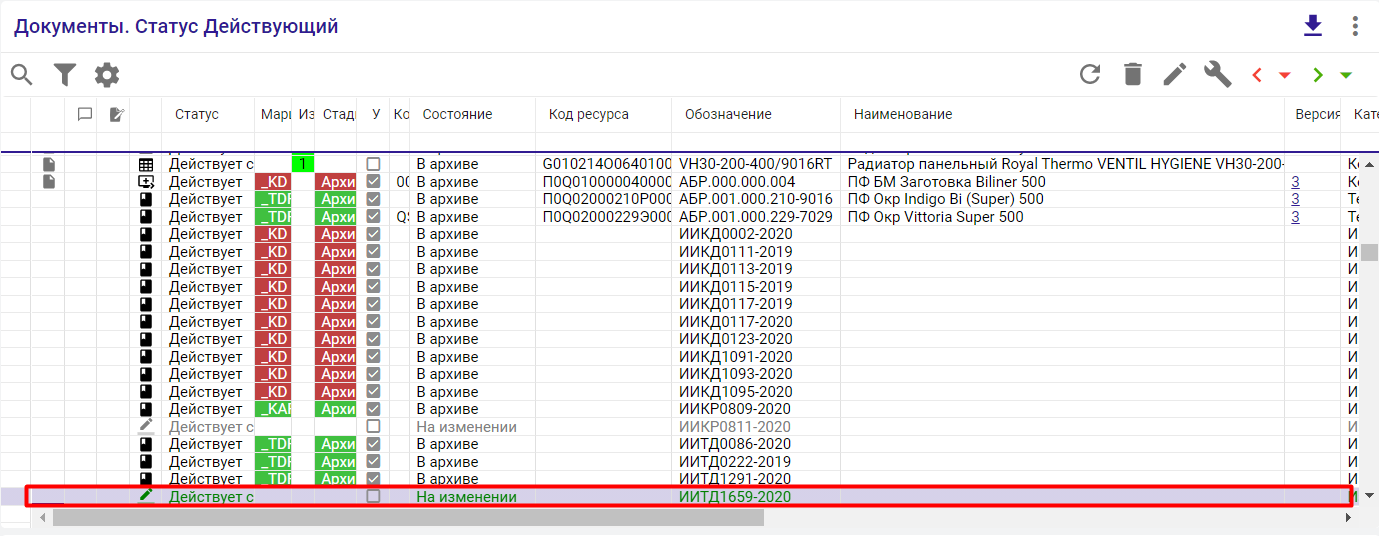 Документы. Статус Действующий
Статус Мары Из Стади У Ко Состояние Код ресурса Обозначение Наименование Версия Кате
Действует с 1 В архиве G010214O0640100 VH30-200-400/9016RT Радиатор панельный Royal Thermo VENTIL HYGIENE VH30-200- Ко
Действует _KD Архи 00 В архиве П0Q010000040000 АБР.000.000.004 ПФ БМ Заготовка Biliner 500 3 Ко
Действует _TDF Архи В архиве П0Q02000210P000 АБР.001.000.210-9016 ПФ Окр Indigo Bi (Super) 500 3 Те
Действует _TDF Архи QS В архиве П0Q02000229Э000 АБР.001.000.229-7029 ПФ Окр Vittoria Super 500 3 Те
Действует _KD Архи В архиве ИИКД0002-2020 И
Действует _KD Архи В архиве ИИКД0111-2019 И
Действует _KD Архи В архиве ИИКД0113-2019 И
Действует _KD Архи В архиве ИИКД0115-2019 И
Действует _KD Архи В архиве ИИКД0117-2019 И
Действует _KD Архи В архиве ИИКД0117-2020 И
Действует _KD Архи В архиве ИИКД0123-2020 И
Действует _KD Архи В архиве ИИКД1091-2020 И
Действует _KD Архи В архиве ИИКД1093-2020 И
Действует _KD Архи В архиве ИИКД1095-2020 И
Действует _KAF Архи В архиве ИИКР0809-2020 И
Действует с На изменении ИИКР0811-2020 И
Действует _TDF Архи В архиве ИИТД0086-2020 И
Действует _TDF Архи В архиве ИИТД0222-2019 И
Действует _TDF Архи В архиве ИИТД1291-2020 И
Действует с На изменении ИИТД1659-2020 И